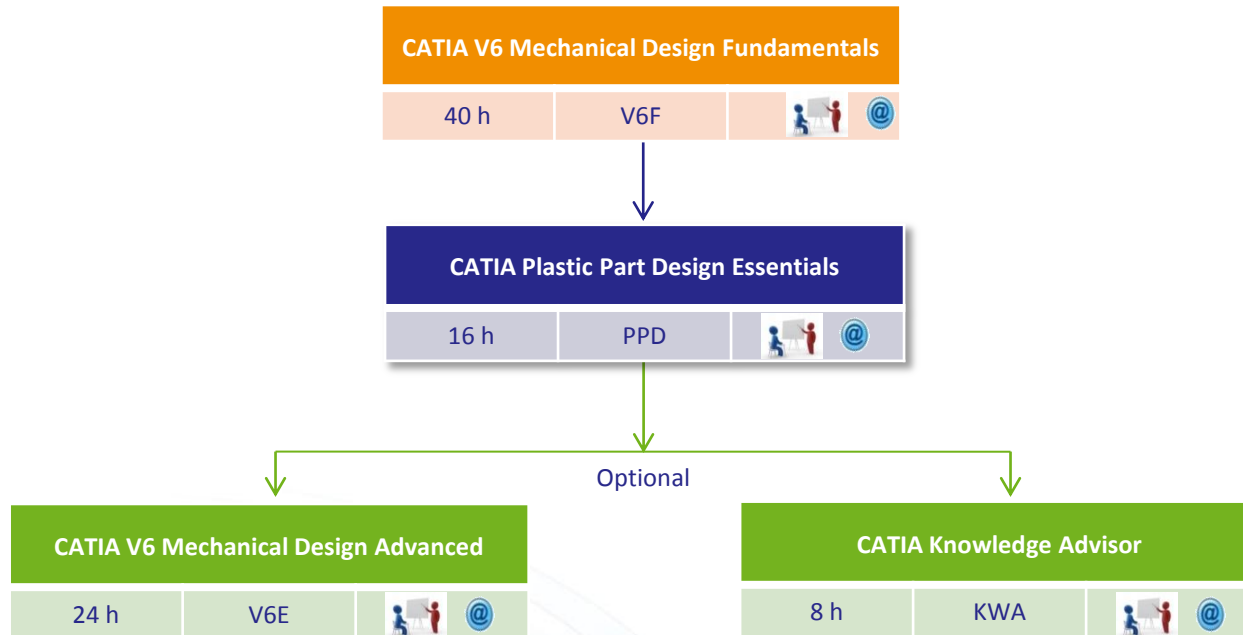 CATIA V6 Mechanical Design Fundamentals
40 h V6F @
CATIA Plastic Part Design Essentials
16 h PPD @
Optional
CATIA V6 Mechanical Design Advanced
24 h V6E @
CATIA Knowledge Advisor
8 h KWA @